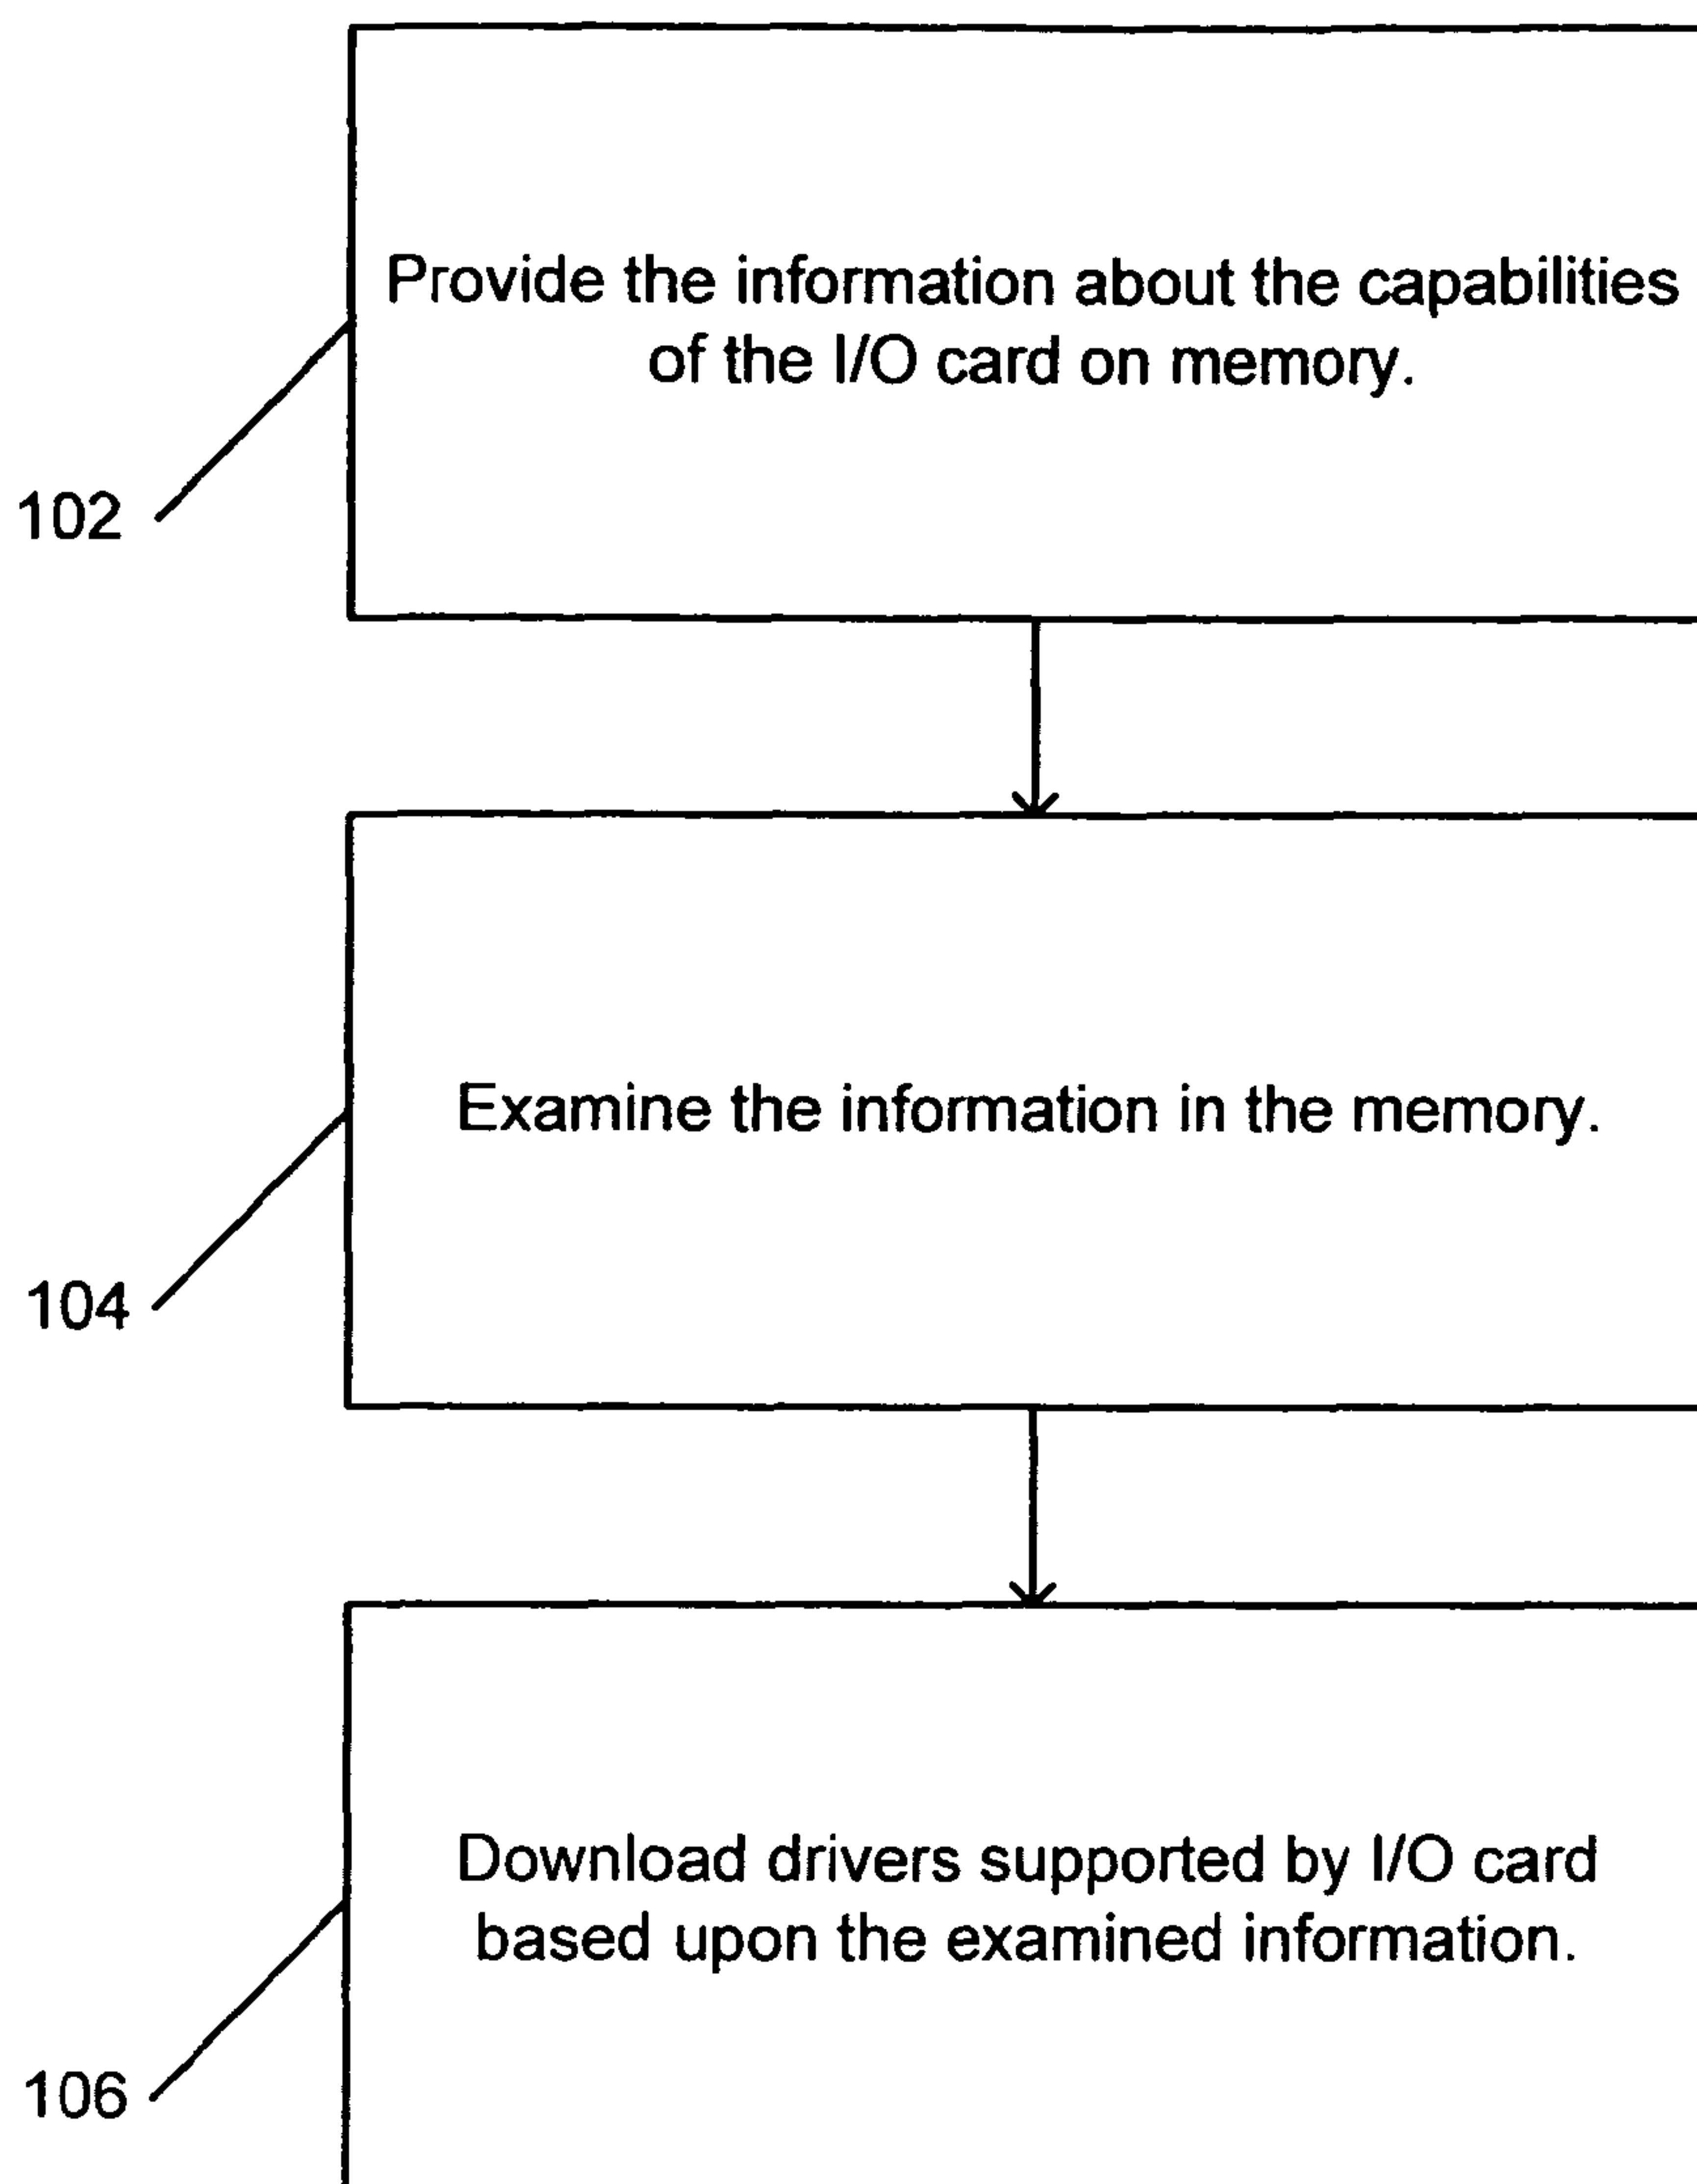 Provide the information about the capabilities
of the I/O card on memory.
102
Examine the information in the memory.
104
Download drivers supported by I/O card
based upon the examined information.
106